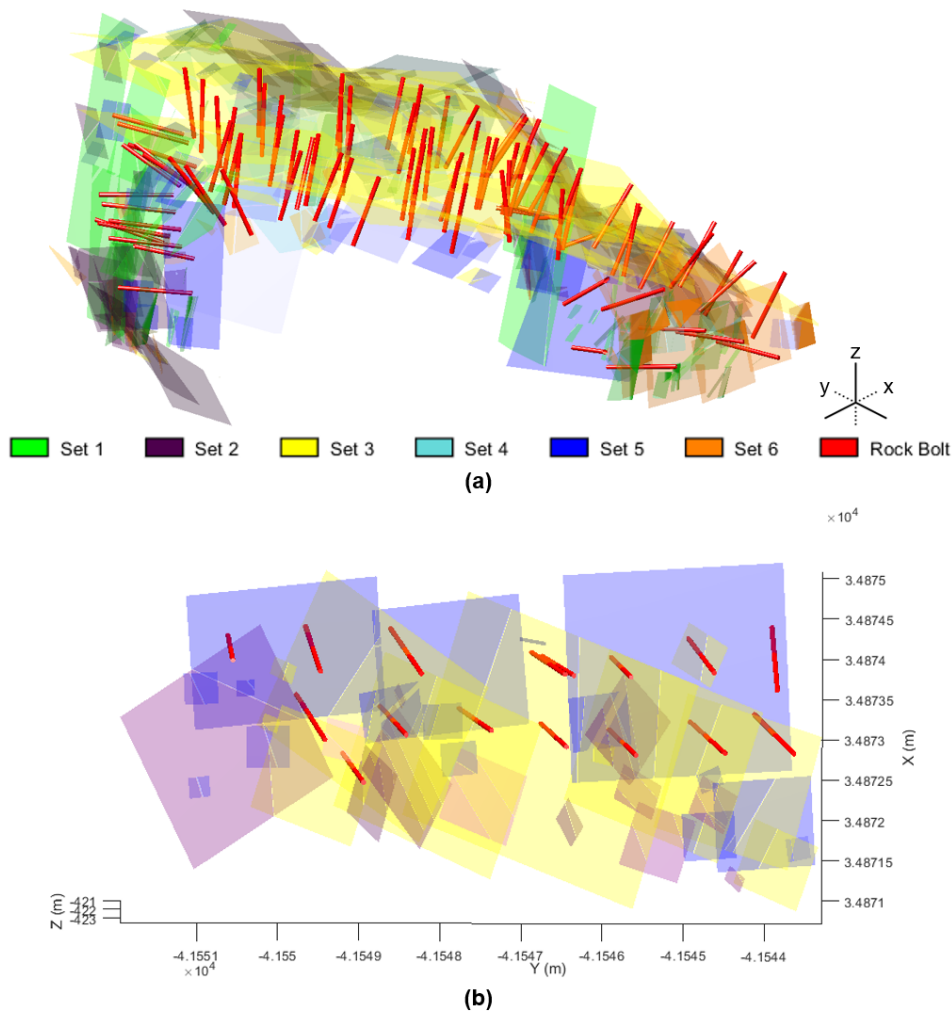 z
y x
Set 1 Set 2 Set 3 Set 4 Set 5 Set 6 Rock Bolt
(a)
× 10⁴
3.4875
3.48745
3.4874
3.48735
3.4873
3.48725
3.4872
3.48715
3.4871
X (m)
Z (m)
-421
-422
-423
-4.1551 -4.155 -4.1549 -4.1548 -4.1547 -4.1546 -4.1545 -4.1544
× 10⁴ Y (m)
(b)